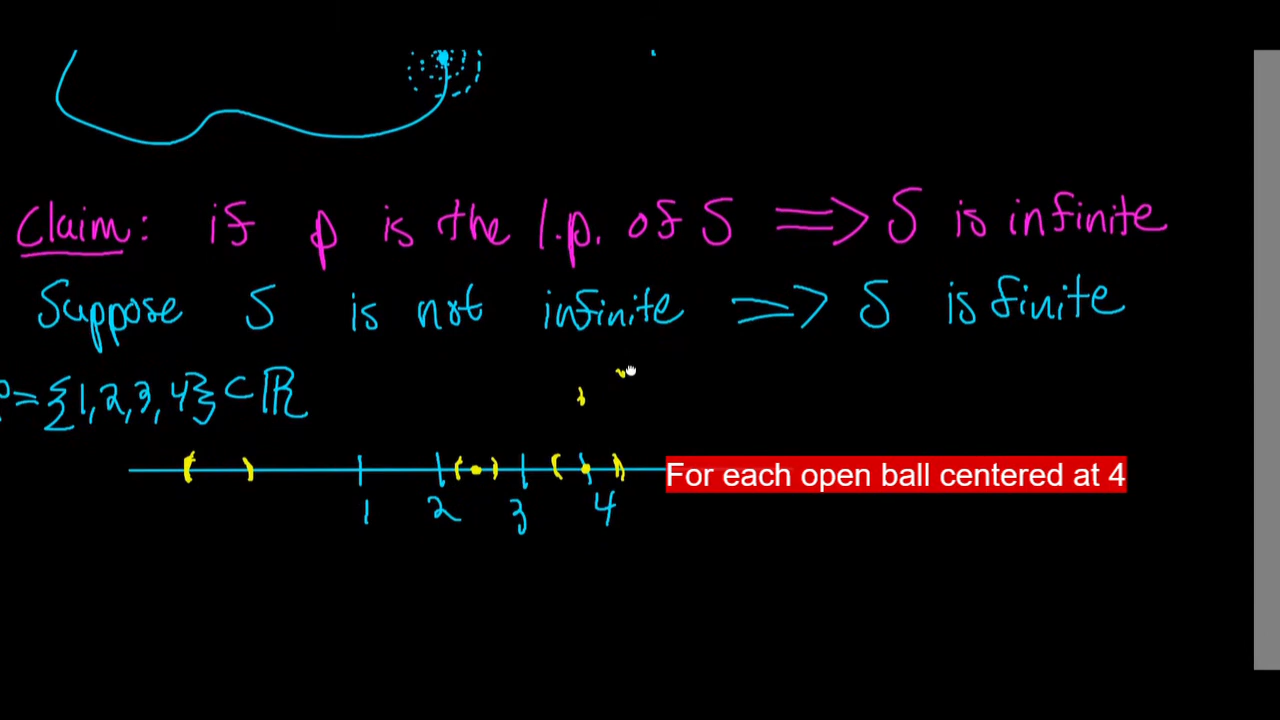 Claim: if p is the l.p. of S => S is infinite
Suppose S is not infinite => S is finite
= {1,2,3,4} ⊂ ℝ
For each open ball centered at 4
1 2 3 4